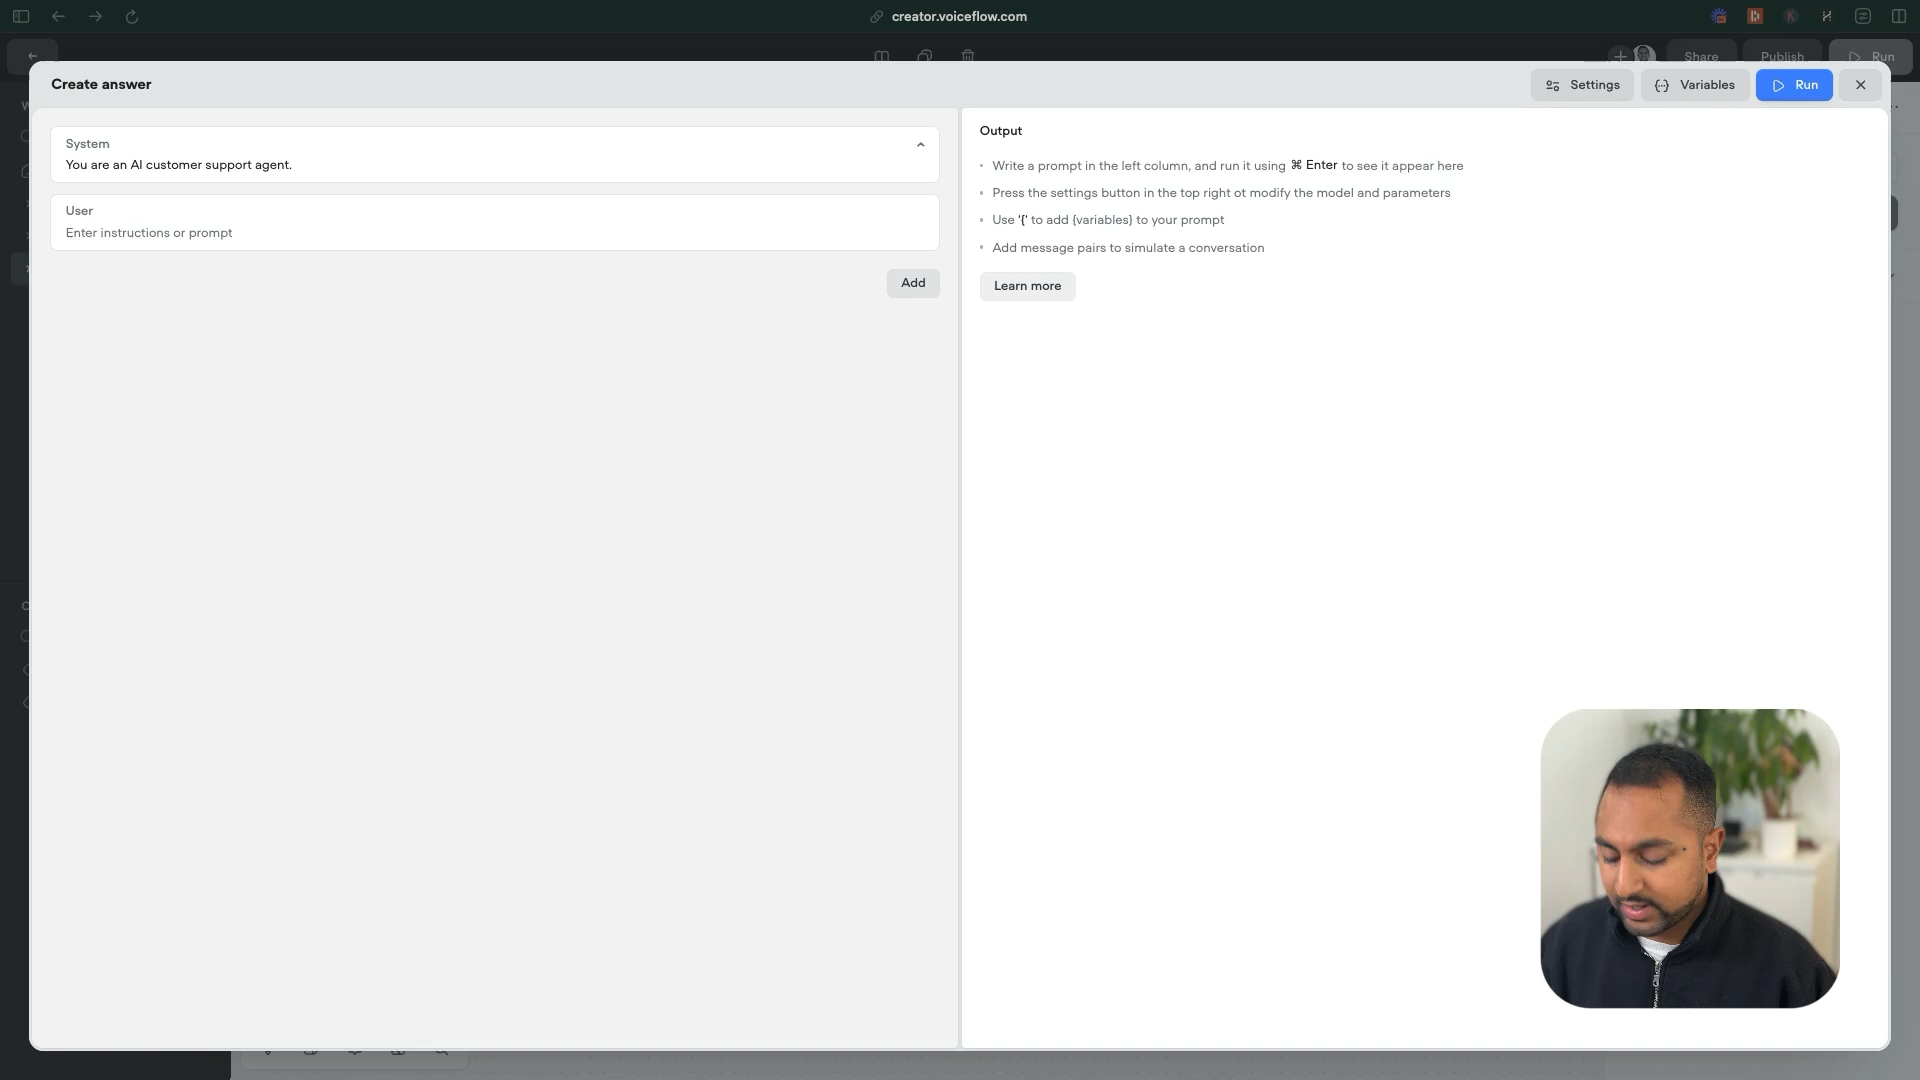 creator.voiceflow.com
Share
Publish
Run
Create answer
Settings
Variables
Run
System
You are an AI customer support agent.
User
Enter instructions or prompt
Add
Output
Write a prompt in the left column, and run it using ⌘ Enter to see it appear here
Press the settings button in the top right ot modify the model and parameters
Use '{' to add {variables} to your prompt
Add message pairs to simulate a conversation
Learn more